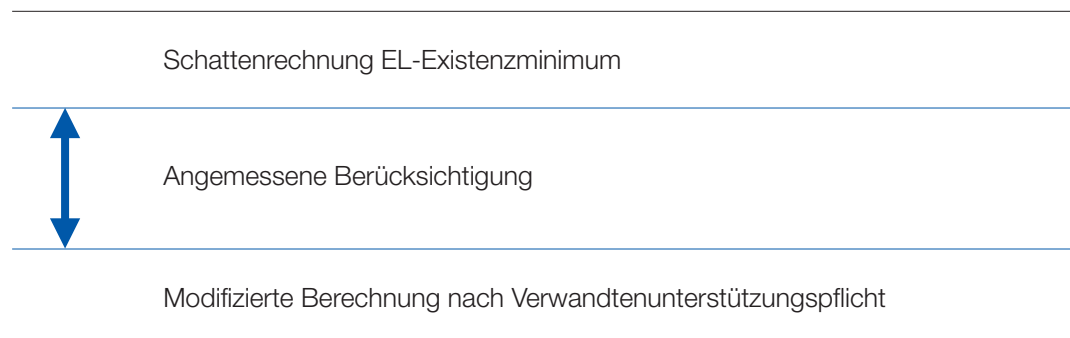 Schattenrechnung EL-Existenzminimum
Angemessene Berücksichtigung
Modifizierte Berechnung nach Verwandtenunterstützungspflicht